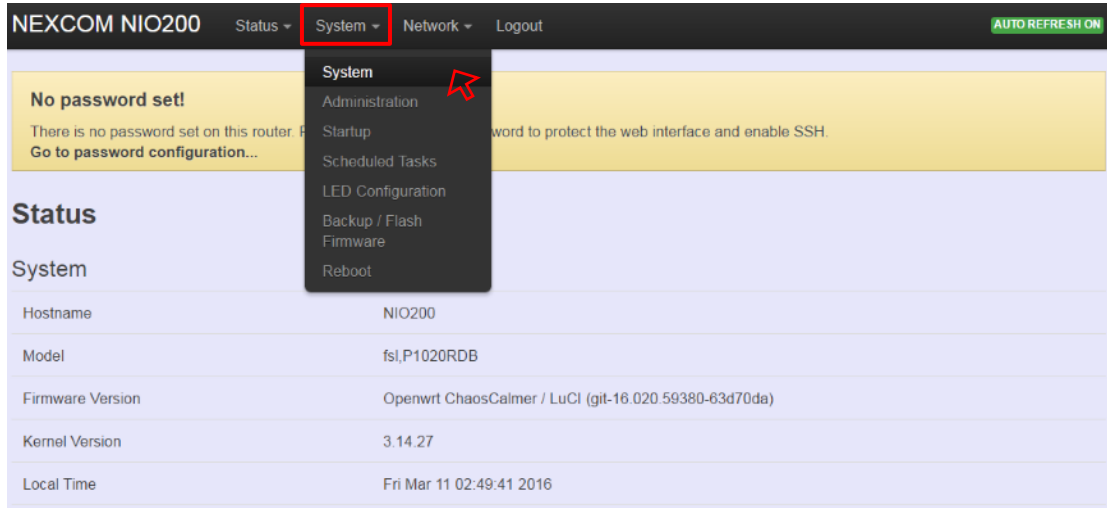 NEXCOM NIO200 Status System Network Logout AUTO REFRESH ON
System
Administration
Startup
Scheduled Tasks
LED Configuration
Backup / Flash
Firmware
Reboot
No password set!
There is no password set on this router. word to protect the web interface and enable SSH.
Go to password configuration...
Status
System
Hostname NIO200
Model fsl,P1020RDB
Firmware Version Openwrt ChaosCalmer / LuCI (git-16.020.59380-63d70da)
Kernel Version 3.14.27
Local Time Fri Mar 11 02:49:41 2016